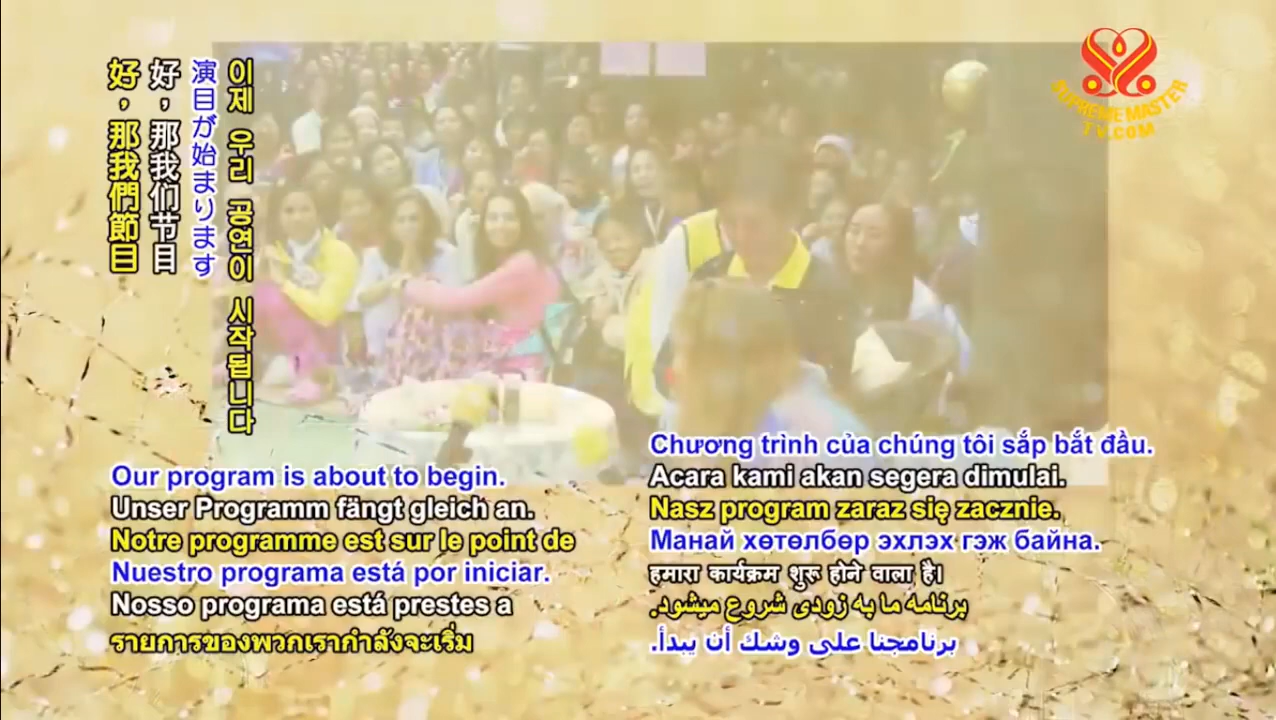 好，那我們節目
好，那我们节目
演目が始まります
이제 우리 공연이 시작됩니다
SUPREME MASTER
TV.COM
Our program is about to begin.
Unser Programm fängt gleich an.
Notre programme est sur le point de
Nuestro programa está por iniciar.
Nosso programa está prestes a
รายการของพวกเรากำลังจะเริ่ม
Chương trình của chúng tôi sắp bắt đầu.
Acara kami akan segera dimulai.
Nasz program zaraz się zacznie.
Манай хөтөлбөр эхлэх гэж байна.
हमारा कार्यक्रम शुरू होने वाला है।
برنامه ما به زودی شروع میشود.
برنامجنا على وشك أن يبدأ.